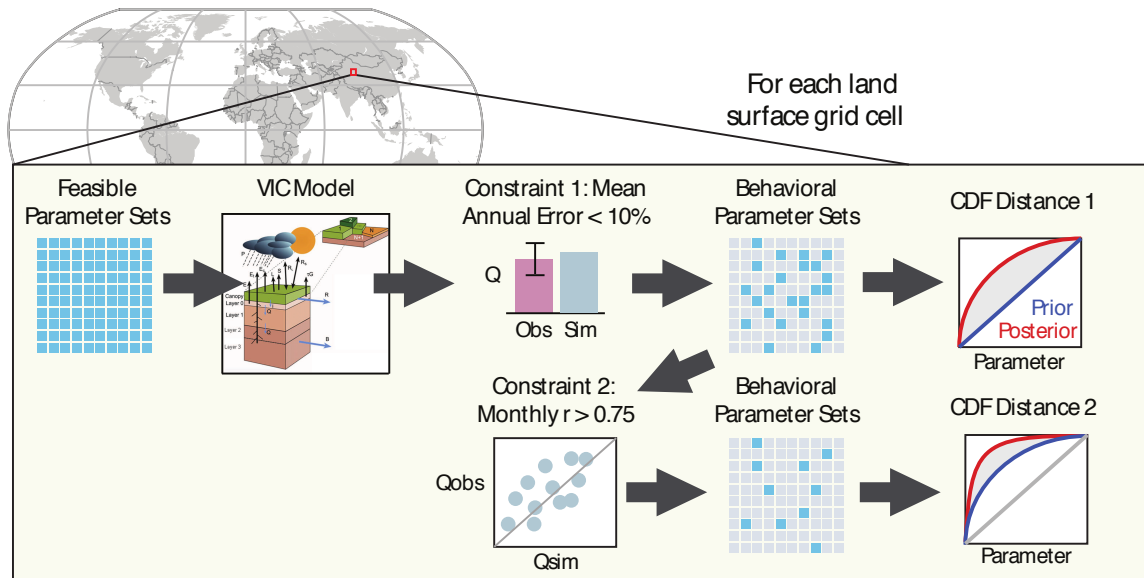 For each land
surface grid cell
Feasible
Parameter Sets
VIC Model
Constraint 1: Mean
Annual Error < 10%
Behavioral
Parameter Sets
CDF Distance 1
Canopy
Layer 0
Layer 1
Layer 2
Layer 3
P
E
R
B
Q
Q
N+1
N
Q
Obs
Sim
Prior
Posterior
Parameter
Constraint 2:
Monthly r > 0.75
Behavioral
Parameter Sets
CDF Distance 2
Qobs
Qsim
Parameter